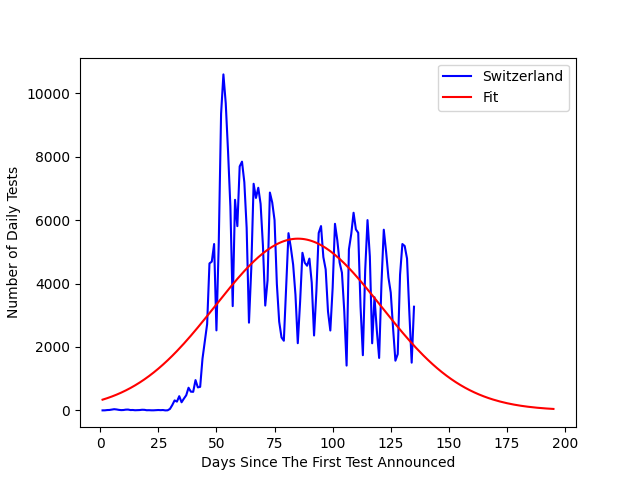 Switzerland
Fit
10000
8000
6000
4000
2000
0
Number of Daily Tests
0 25 50 75 100 125 150 175 200
Days Since The First Test Announced